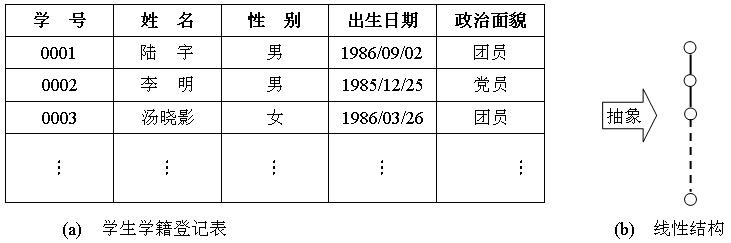 学 号 姓 名 性 别 出生日期 政治面貌
0001 陆 宇 男 1986/09/02 团员
0002 李 明 男 1985/12/25 党员
0003 汤晓影 女 1986/03/26 团员
⋮ ⋮ ⋮ ⋮ ⋮
抽象
(a) 学生学籍登记表 (b) 线性结构